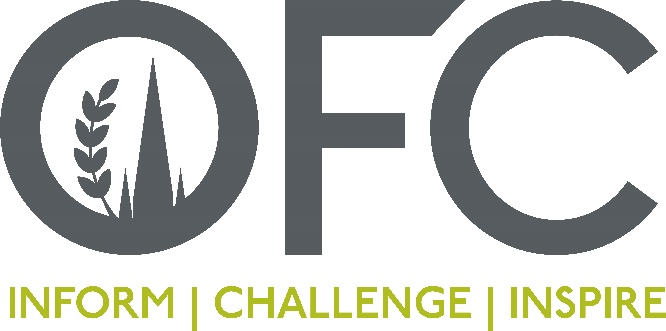 OFC
INFORM | CHALLENGE | INSPIRE